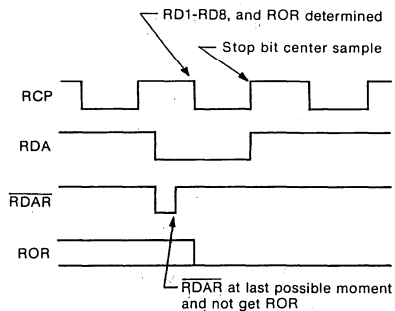 RD1-RD8, and ROR determined
Stop bit center sample
RCP
RDA
RDAR
ROR
RDAR at last possible moment
and not get ROR